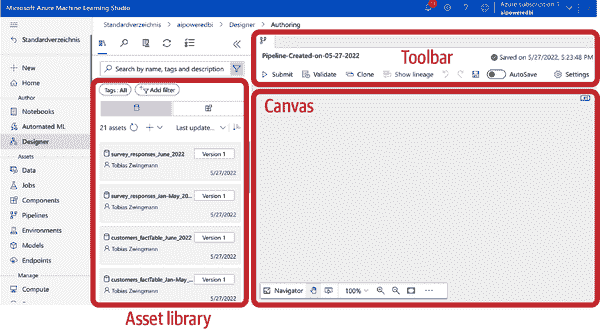 Microsoft Azure Machine Learning Studio
Azure subscription 1
aipoweredbi
Standardverzeichnis > aipoweredbi > Designer > Authoring
Standardverzeichnis
New
Home
Author
Notebooks
Automated ML
Designer
Assets
Data
Jobs
Components
Pipelines
Environments
Models
Endpoints
Manage
Compute
Search by name, tags and description
Tags: All
Add filter
21 assets
Last update...
survey_responses_June_2022
Version 1
Tobias Zwingmann
5/27/2022
survey_responses_Jan-May_20...
Version 1
Tobias Zwingmann
5/27/2022
customers_factTable_June_2022
Version 1
Tobias Zwingmann
5/27/2022
customers_factTable_Jan-May_...
Version 1
Tobias Zwingmann
5/27/2022
Asset library
Toolbar
Pipeline-Created-on-05-27-2022
Saved on 5/27/2022, 5:23:48 PM
Submit
Validate
Clone
Show lineage
AutoSave
Settings
Canvas
Navigator
100%